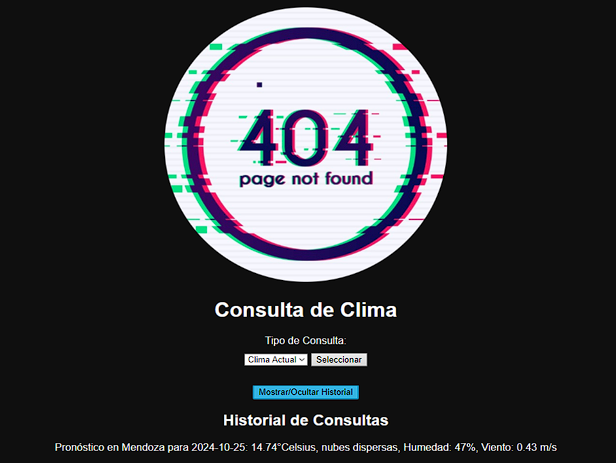 404
page not found
Consulta de Clima
Tipo de Consulta:
Clima Actual Seleccionar
Mostrar/Ocultar Historial
Historial de Consultas
Pronóstico en Mendoza para 2024-10-25: 14.74°Celsius, nubes dispersas, Humedad: 47%, Viento: 0.43 m/s